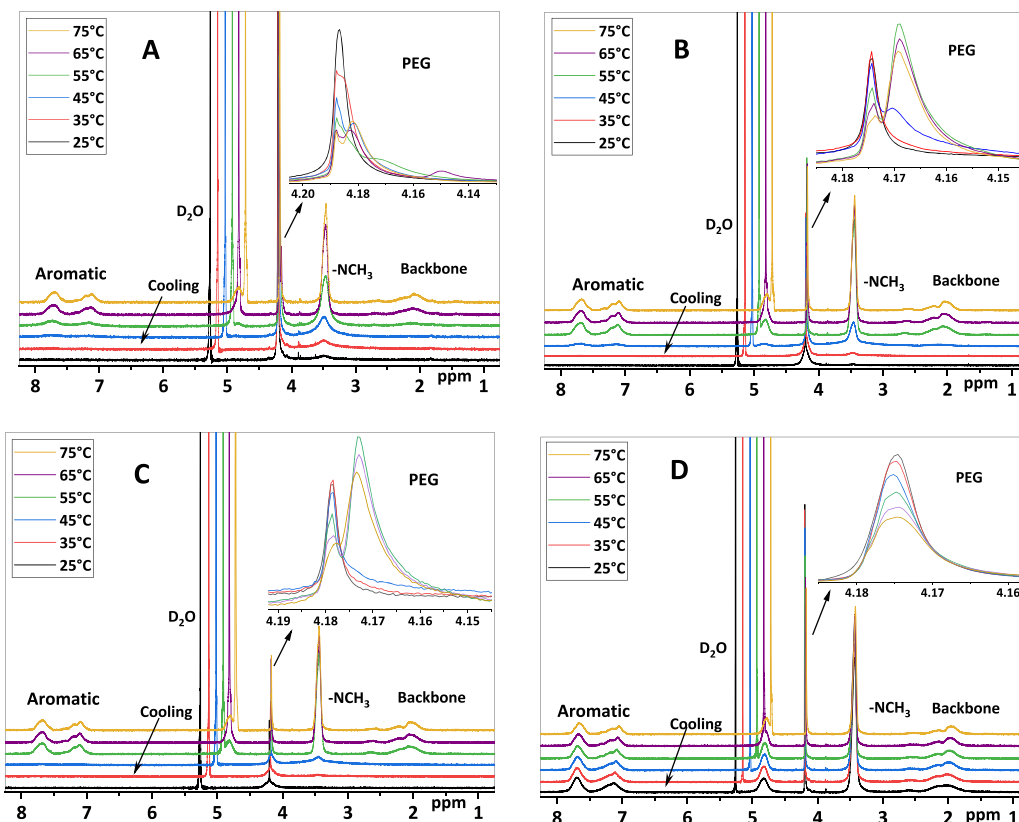 A
75°C
65°C
55°C
45°C
35°C
25°C
PEG
4.20 4.18 4.16 4.14
D2O
Aromatic
Cooling
-NCH3
Backbone
8 7 6 5 4 3 2 1
ppm
B
75°C
65°C
55°C
45°C
35°C
25°C
PEG
4.18 4.17 4.16 4.15
D2O
Aromatic
Cooling
-NCH3
Backbone
8 7 6 5 4 3 2 1
ppm
C
75°C
65°C
55°C
45°C
35°C
25°C
PEG
4.19 4.18 4.17 4.16 4.15
D2O
Aromatic
Cooling
-NCH3
Backbone
8 7 6 5 4 3 2 1
ppm
D
75°C
65°C
55°C
45°C
35°C
25°C
PEG
4.18 4.17 4.16
D2O
Aromatic
Cooling
-NCH3
Backbone
8 7 6 5 4 3 2 1
ppm